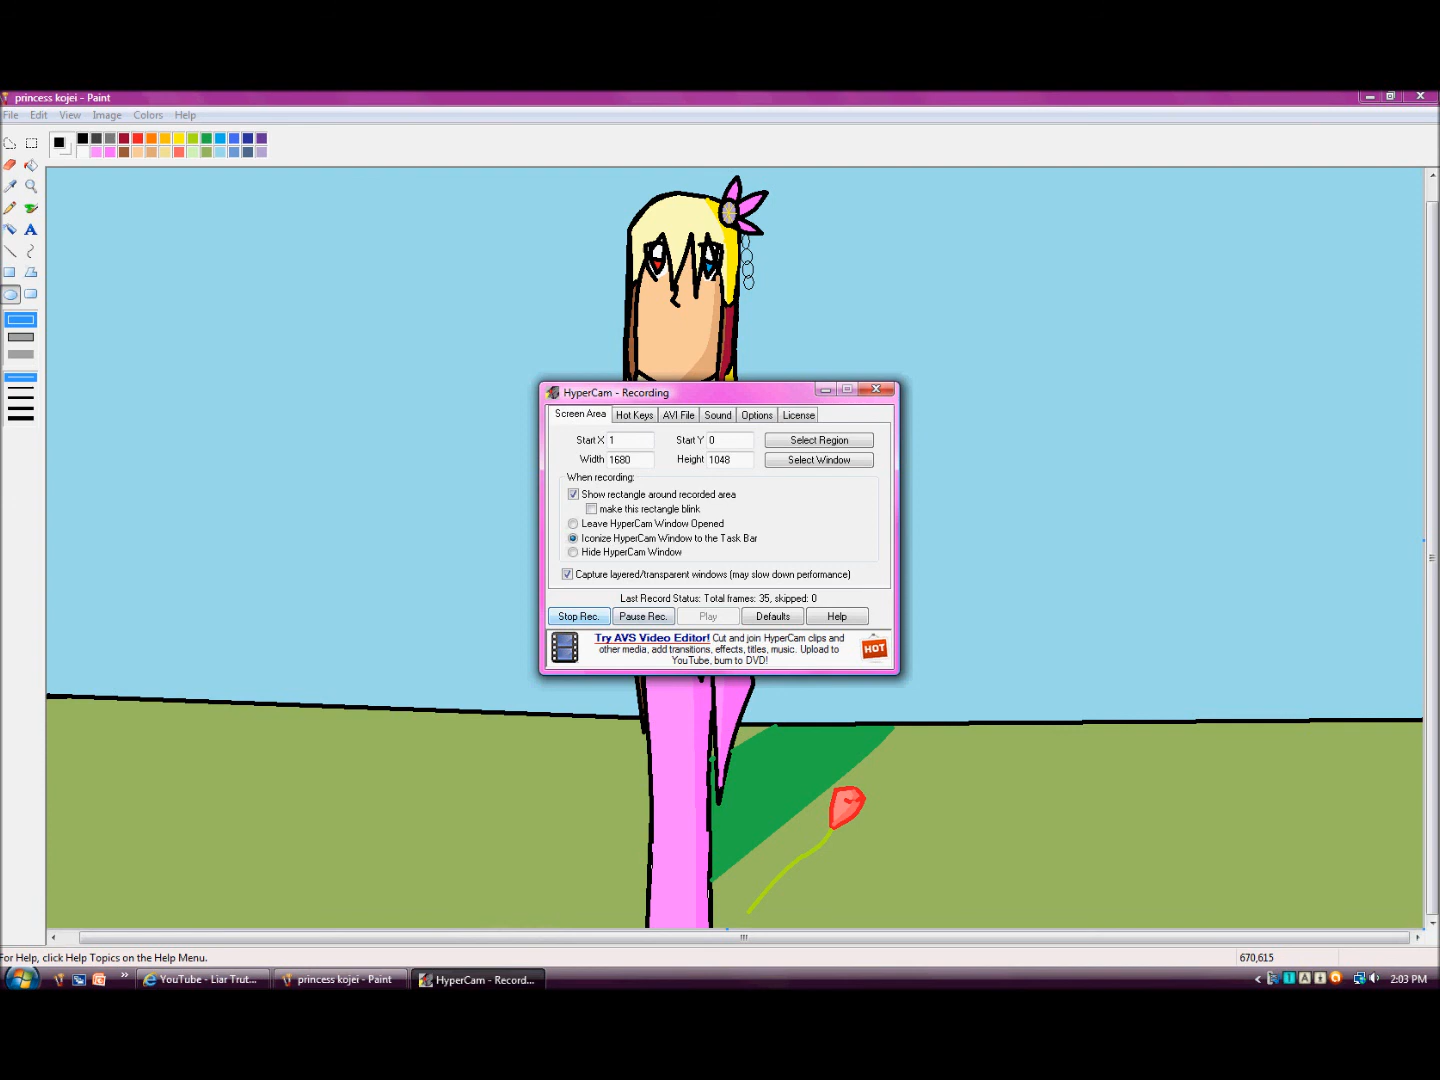 princess kojei - Paint
File Edit View Image Colors Help
HyperCam - Recording
Screen Area Hot Keys AVI File Sound Options License
Start X 1 Start Y 0 Select Region
Width 1680 Height 1048 Select Window
When recording:
Show rectangle around recorded area
make this rectangle blink
Leave HyperCam Window Opened
Iconize HyperCam Window to the Task Bar
Hide HyperCam Window
Capture layered/transparent windows (may slow down performance)
Last Record Status: Total frames: 35, skipped: 0
Stop Rec. Pause Rec. Play Defaults Help
Try AVS Video Editor! Cut and join HyperCam clips and
other media, add transitions, effects, titles, music. Upload to
YouTube, burn to DVD!
HOT
For Help, click Help Topics on the Help Menu.
670,615
YouTube - Liar Trut... princess kojei - Paint HyperCam - Record... 2:03 PM